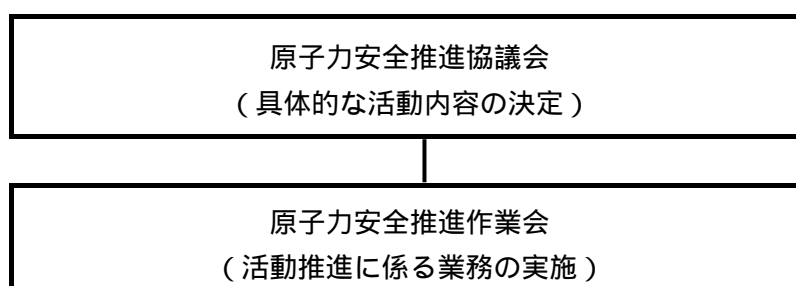 原子力安全推進協議会
(具体的な活動内容の決定)
原子力安全推進作業会
(活動推進に係る業務の実施)